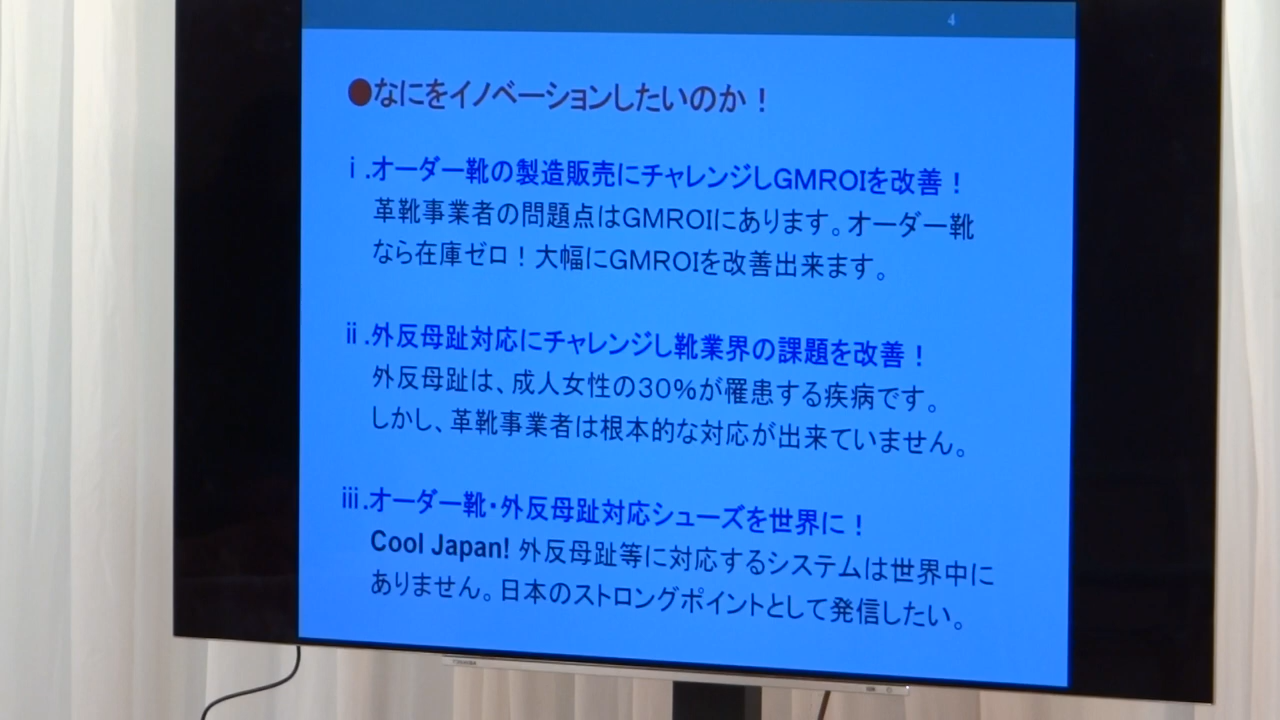 4
●なにをイノベーションしたいのか！
ⅰ.オーダー靴の製造販売にチャレンジしGMROIを改善！
革靴事業者の問題点はGMROIにあります。オーダー靴
なら在庫ゼロ！大幅にGMROIを改善出来ます。
ⅱ.外反母趾対応にチャレンジし靴業界の課題を改善！
外反母趾は、成人女性の30%が罹患する疾病です。
しかし、革靴事業者は根本的な対応が出来ていません。
ⅲ.オーダー靴・外反母趾対応シューズを世界に！
Cool Japan! 外反母趾等に対応するシステムは世界中に
ありません。日本のストロングポイントとして発信したい。
TOSHIBA